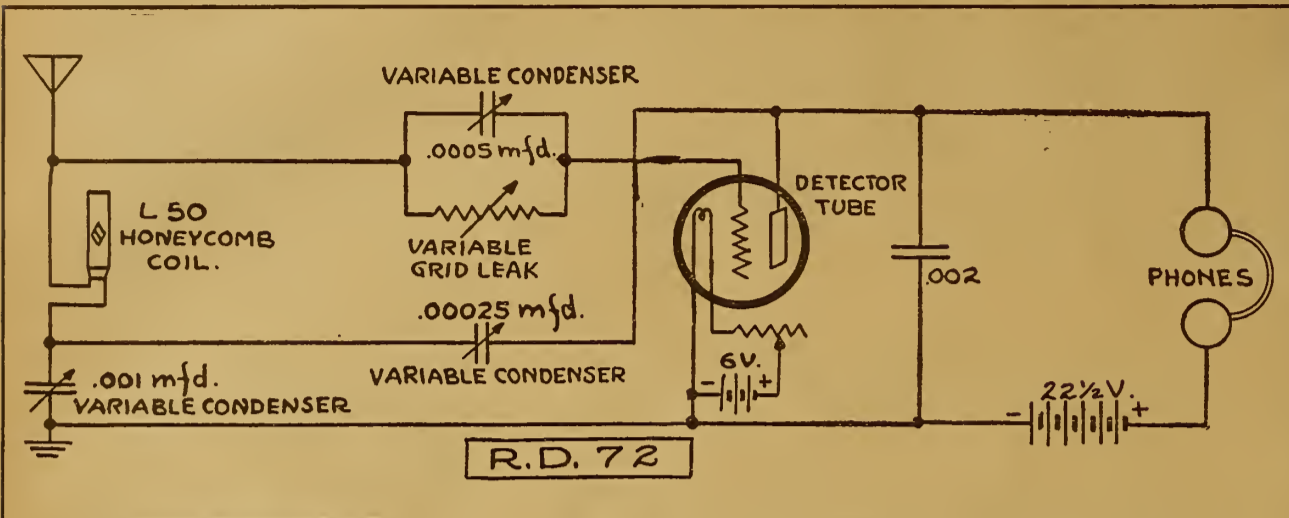 VARIABLE CONDENSER
.0005 mfd.
L 50
HONEYCOMB
COIL.
VARIABLE
GRID LEAK
DETECTOR
TUBE
.002
PHONES
.00025 mfd.
VARIABLE CONDENSER
6V.
- +
.001 mfd.
VARIABLE CONDENSER
22½V.
- +
R.D. 72